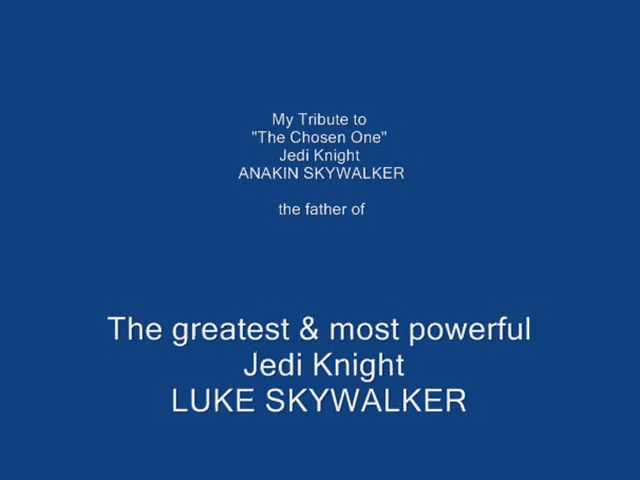 My Tribute to
"The Chosen One"
Jedi Knight
ANAKIN SKYWALKER
the father of
The greatest & most powerful
Jedi Knight
LUKE SKYWALKER